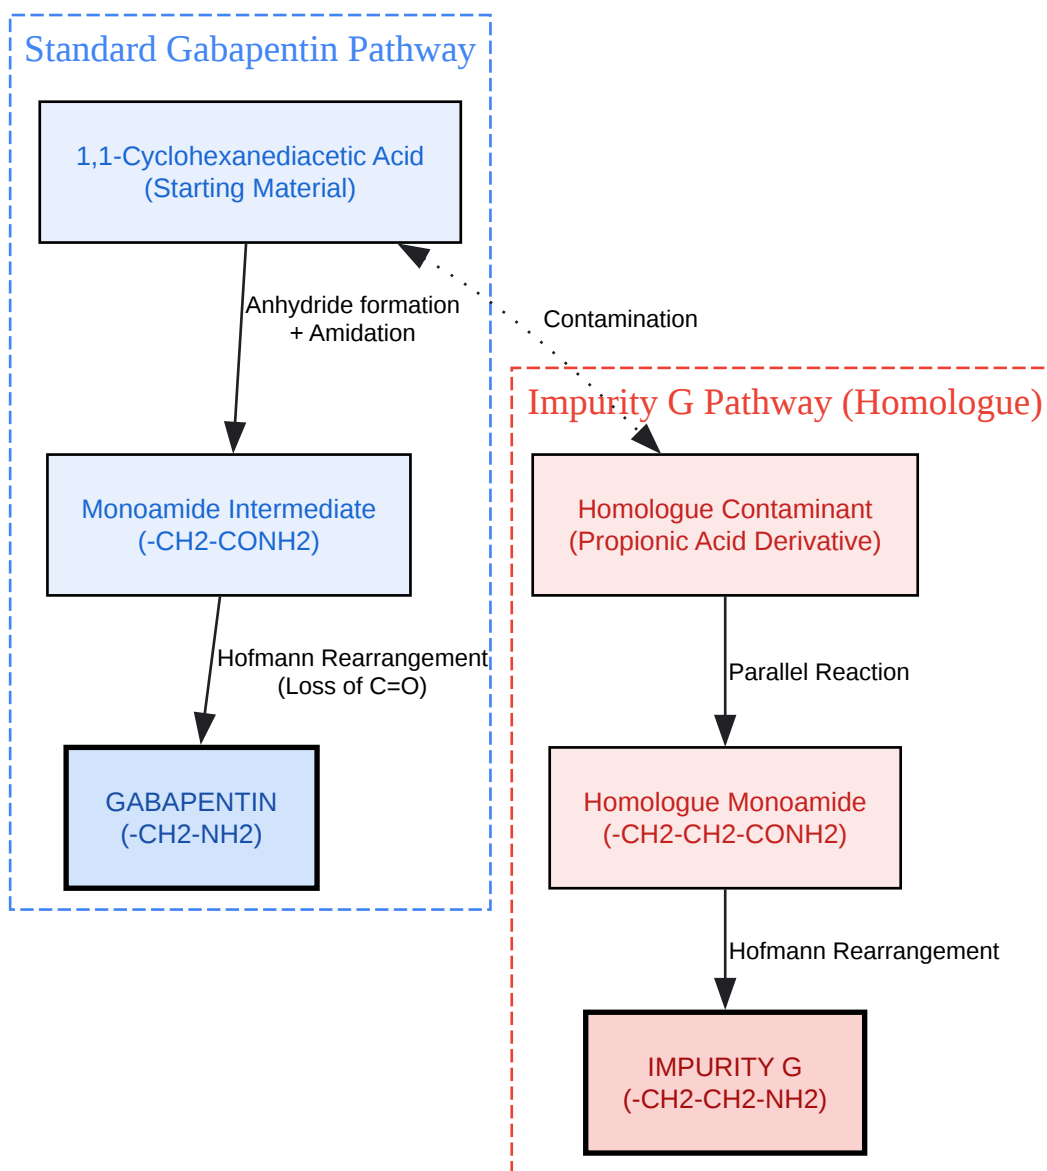 Standard Gabapentin Pathway
1,1-Cyclohexanediacetic Acid
(Starting Material)
Anhydride formation
+ Amidation
Contamination
Impurity G Pathway (Homologue)
Monoamide Intermediate
(-CH2-CONH2)
Homologue Contaminant
(Propionic Acid Derivative)
Hofmann Rearrangement
(Loss of C=O)
Parallel Reaction
GABAPENTIN
(-CH2-NH2)
Homologue Monoamide
(-CH2-CH2-CONH2)
Hofmann Rearrangement
IMPURITY G
(-CH2-CH2-NH2)